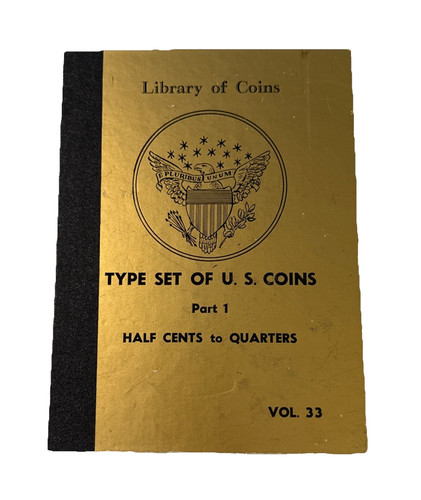 Library of Coins
E PLURIBUS UNUM
TYPE SET OF U. S. COINS
Part 1
HALF CENTS to QUARTERS
VOL. 33